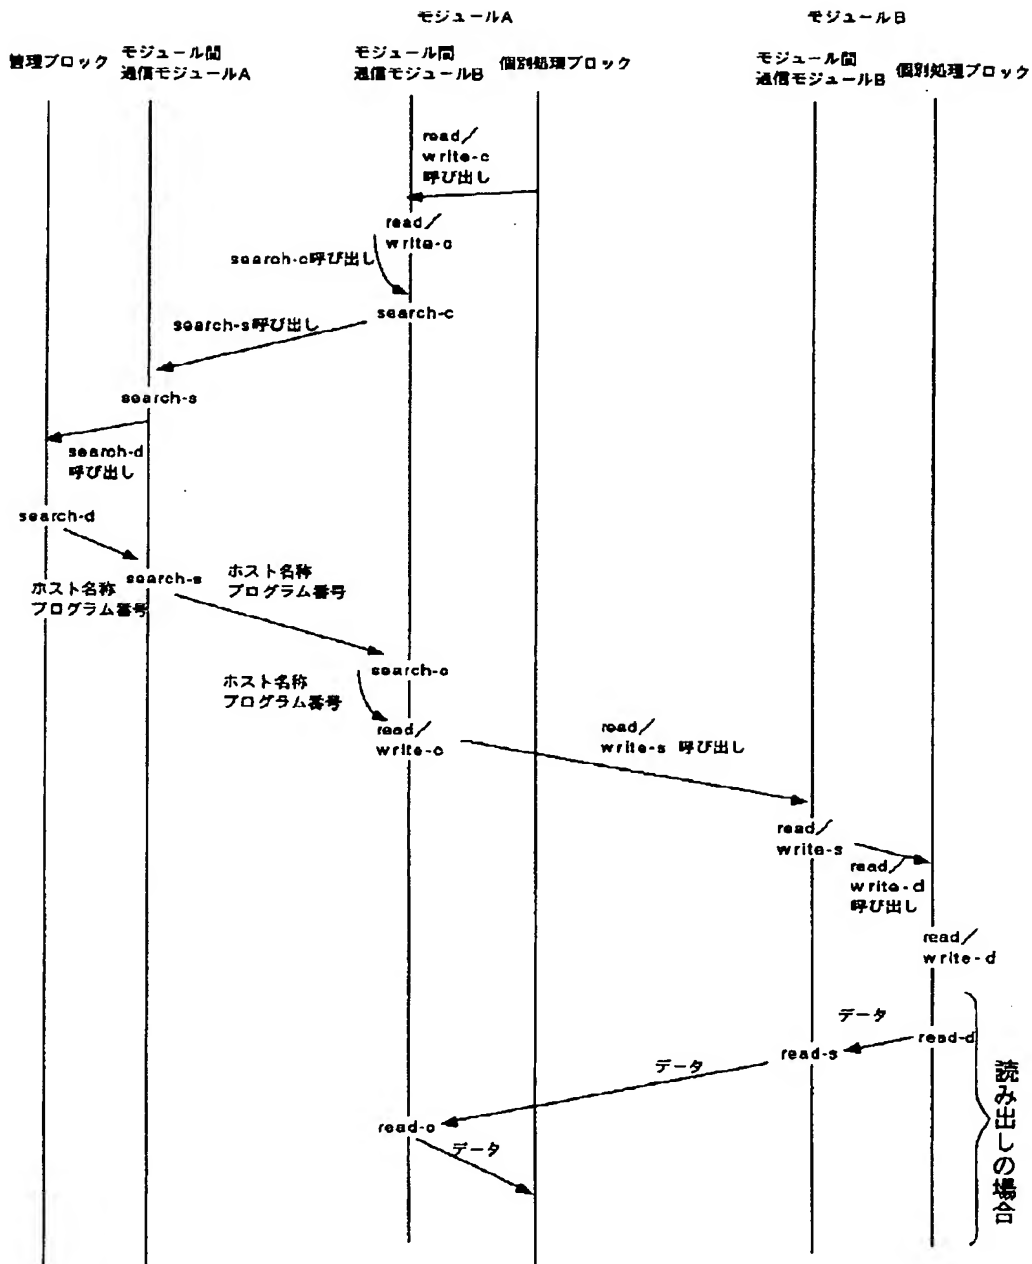 モジュールA
モジュールB
管理ブロック
モジュール間
通信モジュールA
モジュール間
通信モジュールB
個別処理ブロック
モジュール間
通信モジュールB
個別処理ブロック
read/
write-c
呼び出し
read/
write-c
search-c呼び出し
search-c
search-s呼び出し
search-s
search-d
呼び出し
search-d
search-s
ホスト名称
プログラム番号
ホスト名称
プログラム番号
search-c
ホスト名称
プログラム番号
read/
write-c
read/
write-s 呼び出し
read/
write-s
read/
write-d
呼び出し
read/
write-d
データ
read-d
read-s
データ
read-c
データ
読み出しの場合